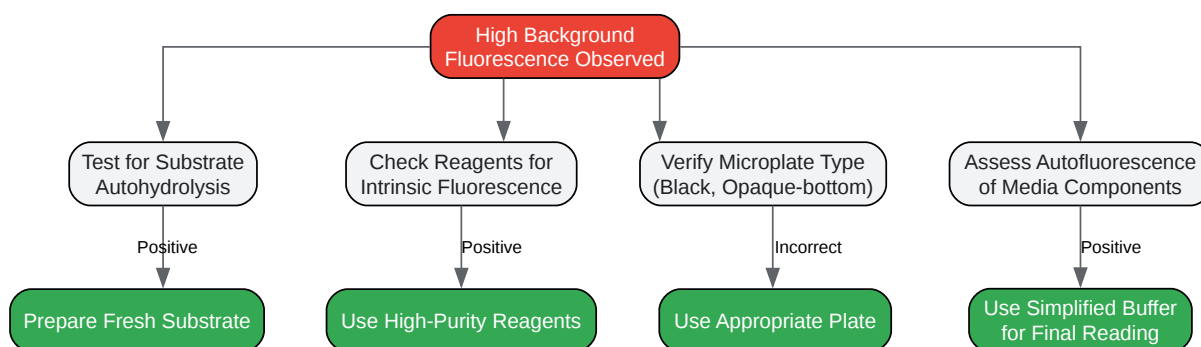 High Background
Fluorescence Observed
Test for Substrate
Autohydrolysis
Check Reagents for
Intrinsic Fluorescence
Verify Microplate Type
(Black, Opaque-bottom)
Assess Autofluorescence
of Media Components
Positive
Positive
Incorrect
Positive
Prepare Fresh Substrate
Use High-Purity Reagents
Use Appropriate Plate
Use Simplified Buffer
for Final Reading